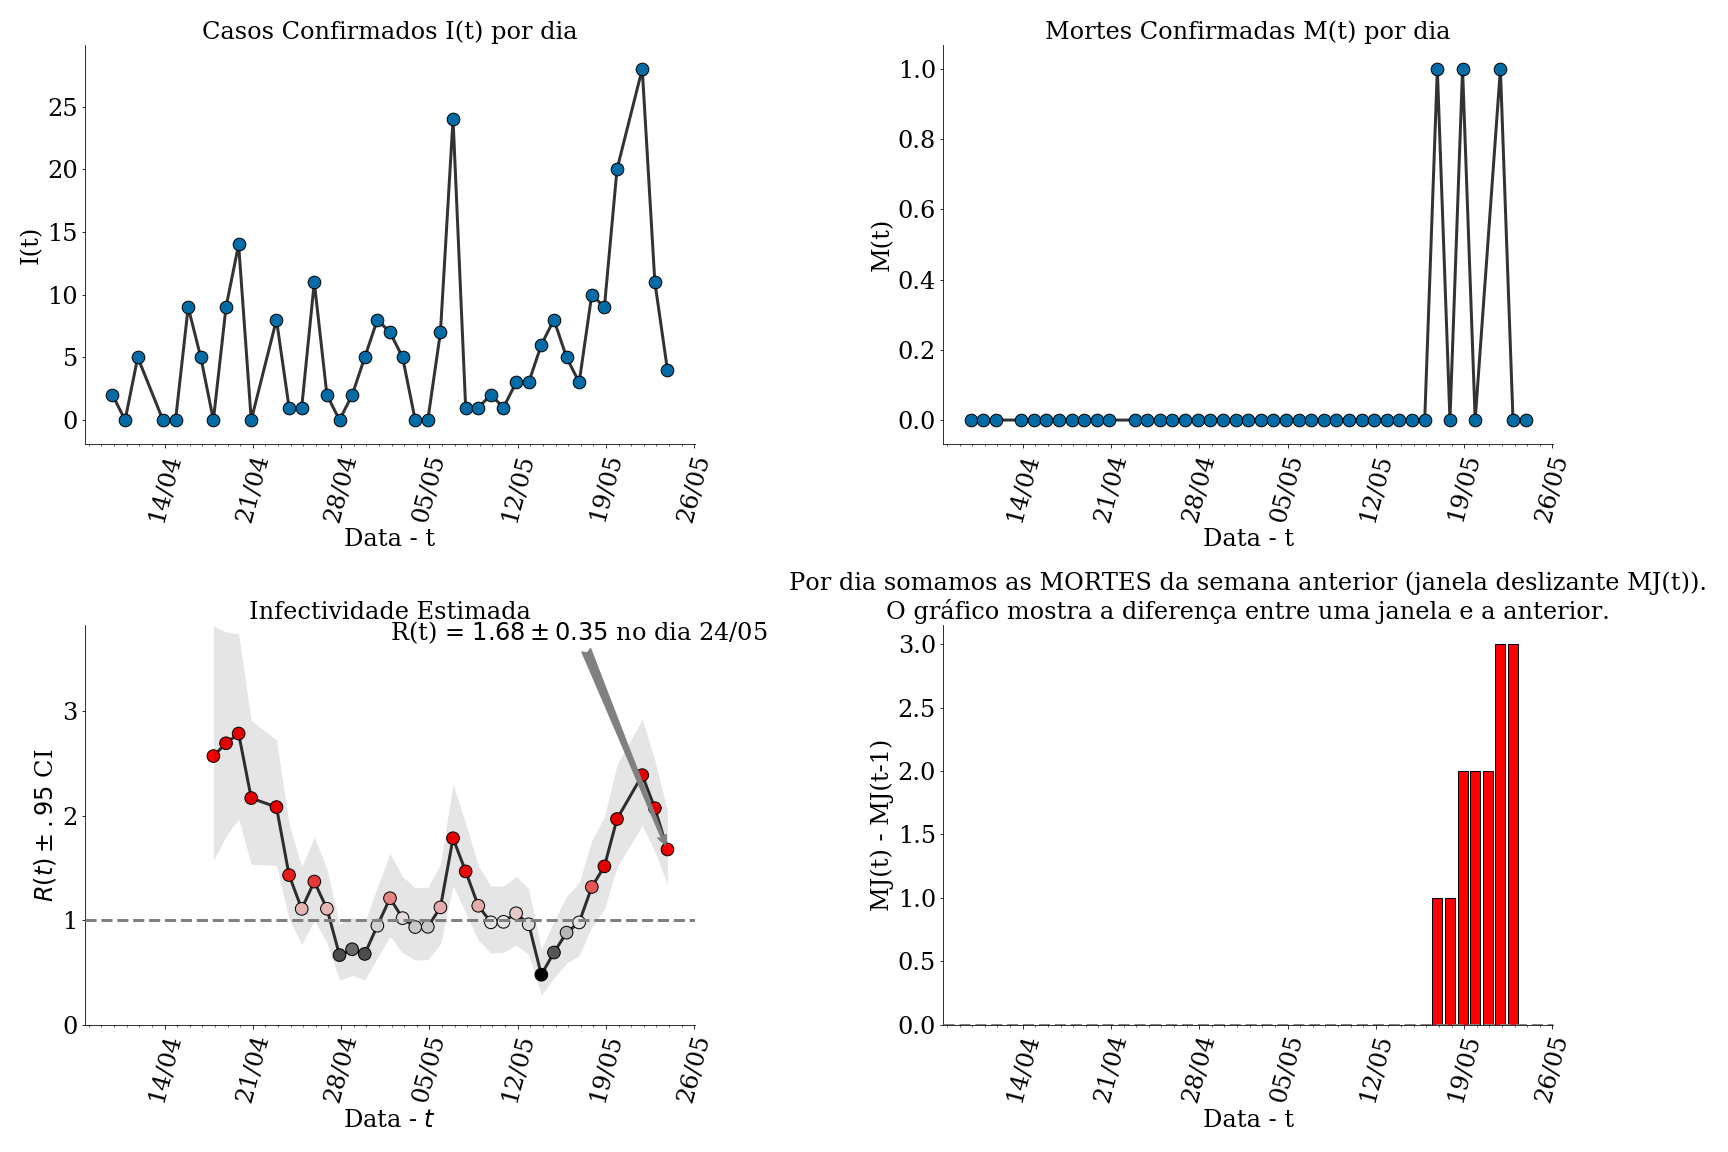 Casos Confirmados I(t) por dia
25
20
15
10
5
0
I(t)
14/04 21/04 28/04 05/05 12/05 19/05 26/05
Data - t
Mortes Confirmadas M(t) por dia
1.0
0.8
0.6
0.4
0.2
0.0
M(t)
14/04 21/04 28/04 05/05 12/05 19/05 26/05
Data - t
Infectividade Estimada
R(t) = 1.68 ± 0.35 no dia 24/05
3
2
1
0
R(t) ± .95 CI
14/04 21/04 28/04 05/05 12/05 19/05 26/05
Data - t
Por dia somamos as MORTES da semana anterior (janela deslizante MJ(t)).
O gráfico mostra a diferença entre uma janela e a anterior.
3.0
2.5
2.0
1.5
1.0
0.5
0.0
MJ(t) - MJ(t-1)
14/04 21/04 28/04 05/05 12/05 19/05 26/05
Data - t